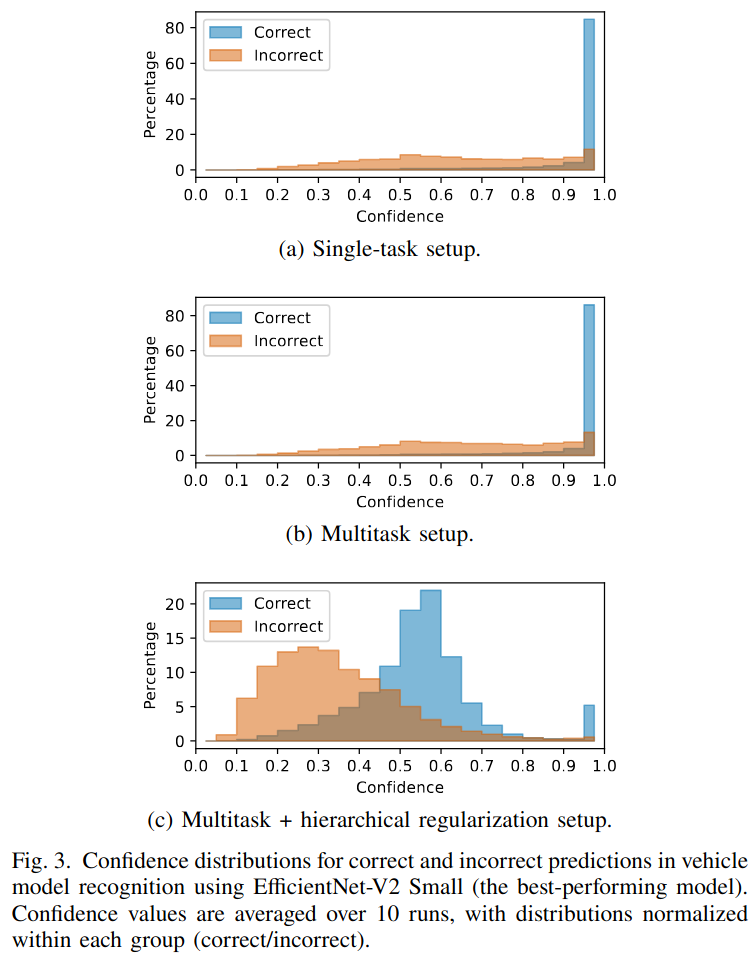 80
60
40
20
0
Percentage
Correct
Incorrect
0.0 0.1 0.2 0.3 0.4 0.5 0.6 0.7 0.8 0.9 1.0
Confidence
(a) Single-task setup.
80
60
40
20
0
Percentage
Correct
Incorrect
0.0 0.1 0.2 0.3 0.4 0.5 0.6 0.7 0.8 0.9 1.0
Confidence
(b) Multitask setup.
20
15
10
5
0
Percentage
Correct
Incorrect
0.0 0.1 0.2 0.3 0.4 0.5 0.6 0.7 0.8 0.9 1.0
Confidence
(c) Multitask + hierarchical regularization setup.
Fig. 3. Confidence distributions for correct and incorrect predictions in vehicle
model recognition using EfficientNet-V2 Small (the best-performing model).
Confidence values are averaged over 10 runs, with distributions normalized
within each group (correct/incorrect).